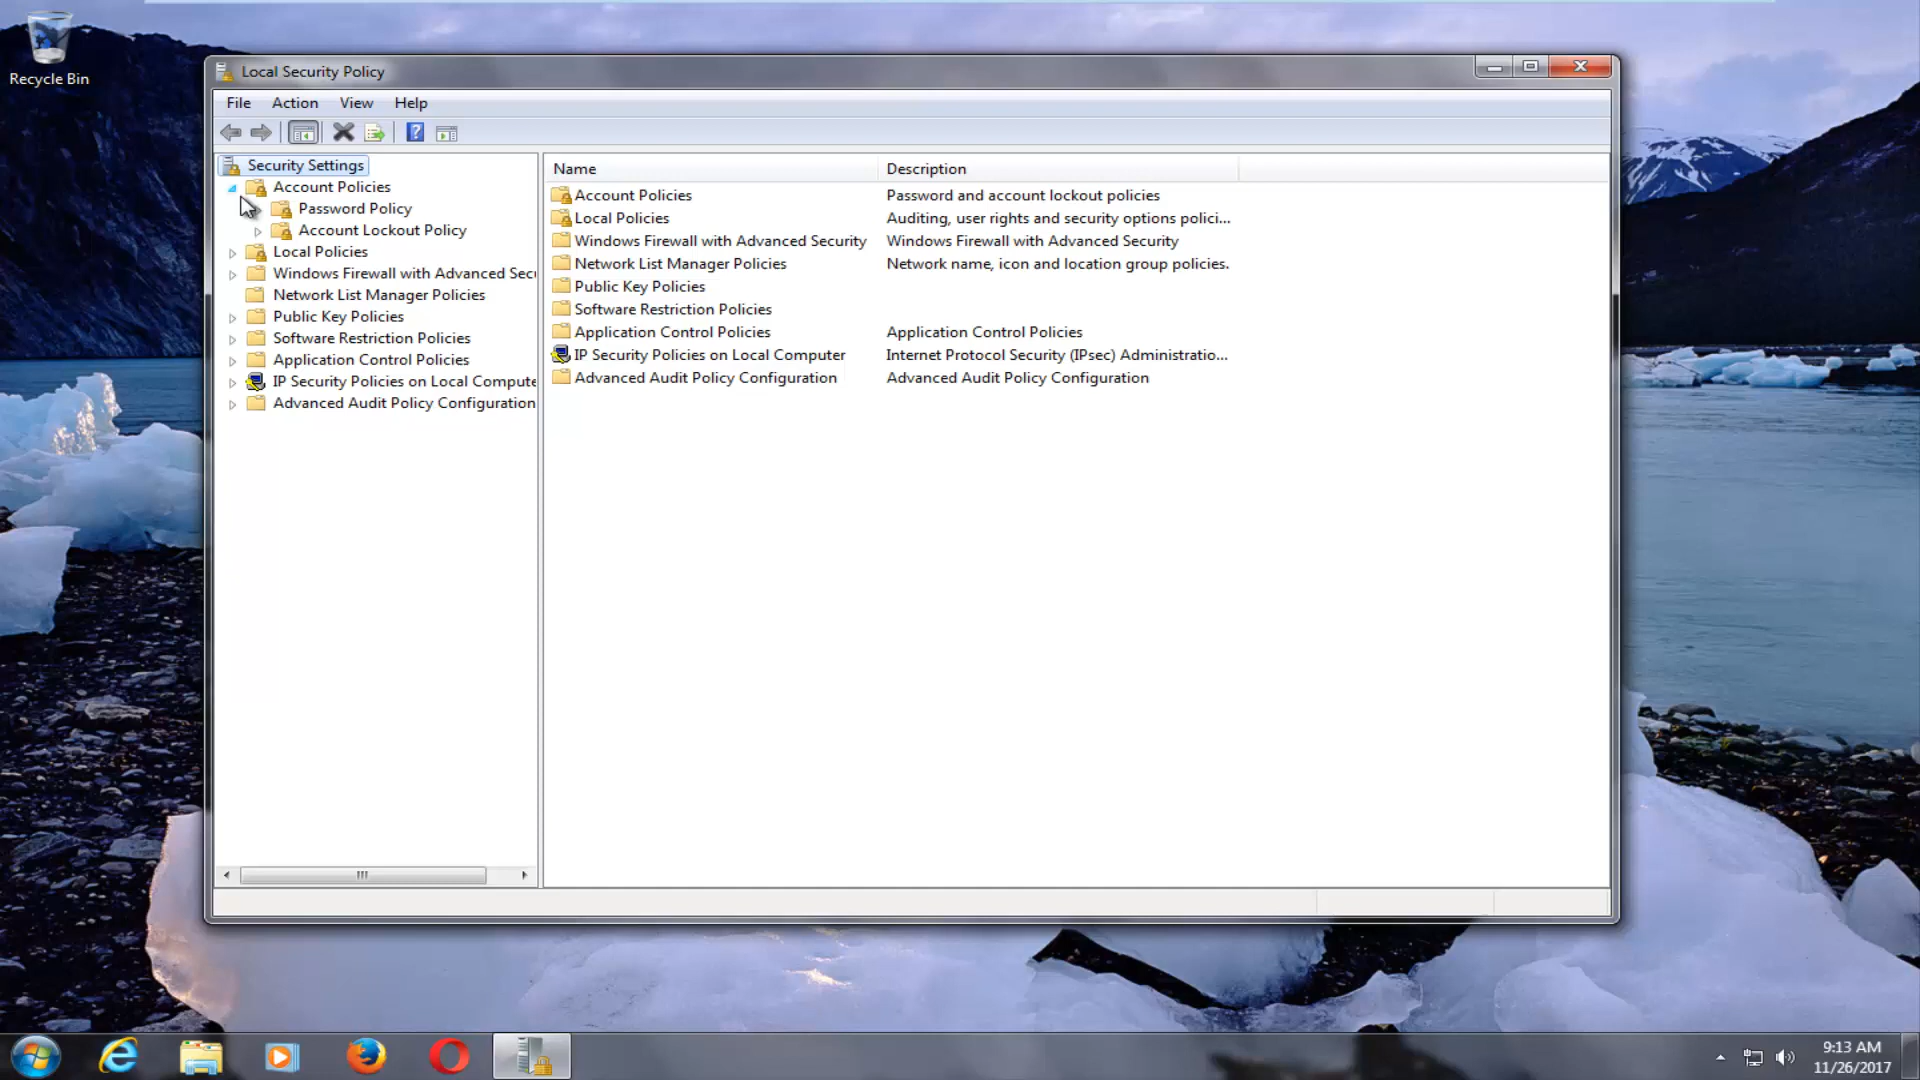 Recycle Bin
Local Security Policy
File Action View Help
Security Settings
Account Policies
Password Policy
Account Lockout Policy
Local Policies
Windows Firewall with Advanced Secu
Network List Manager Policies
Public Key Policies
Software Restriction Policies
Application Control Policies
IP Security Policies on Local Compute
Advanced Audit Policy Configuration
Name Description
Account Policies Password and account lockout policies
Local Policies Auditing, user rights and security options polici...
Windows Firewall with Advanced Security Windows Firewall with Advanced Security
Network List Manager Policies Network name, icon and location group policies.
Public Key Policies
Software Restriction Policies
Application Control Policies Application Control Policies
IP Security Policies on Local Computer Internet Protocol Security (IPsec) Administratio...
Advanced Audit Policy Configuration Advanced Audit Policy Configuration
9:13 AM
11/26/2017